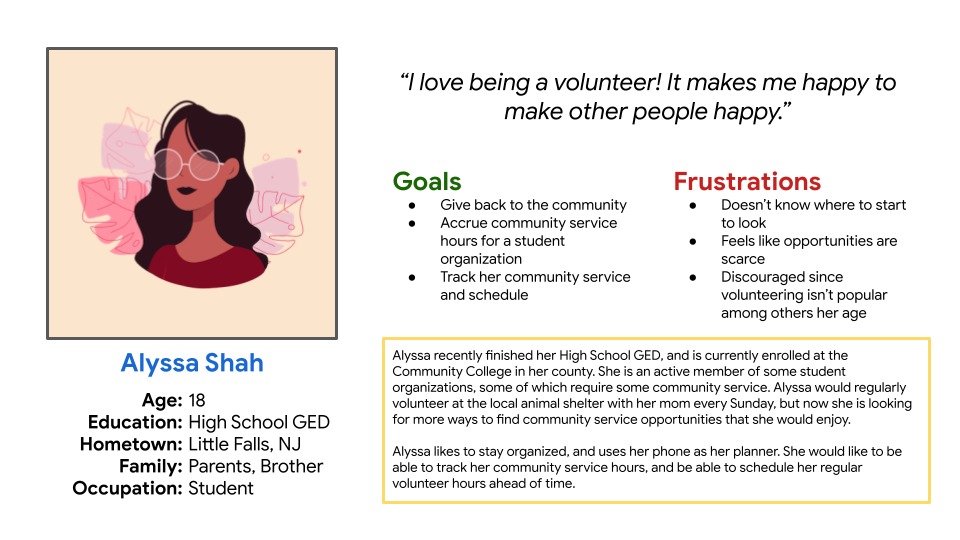 “I love being a volunteer! It makes me happy to
make other people happy.”
Goals
● Give back to the community
● Accrue community service
hours for a student
organization
● Track her community service
and schedule
Frustrations
● Doesn’t know where to start
to look
● Feels like opportunities are
scarce
● Discouraged since
volunteering isn’t popular
among others her age
Alyssa Shah
Age: 18
Education: High School GED
Hometown: Little Falls, NJ
Family: Parents, Brother
Occupation: Student
Alyssa recently finished her High School GED, and is currently enrolled at the
Community College in her county. She is an active member of some student
organizations, some of which require some community service. Alyssa would regularly
volunteer at the local animal shelter with her mom every Sunday, but now she is looking
for more ways to find community service opportunities that she would enjoy.
Alyssa likes to stay organized, and uses her phone as her planner. She would like to be
able to track her community service hours, and be able to schedule her regular
volunteer hours ahead of time.